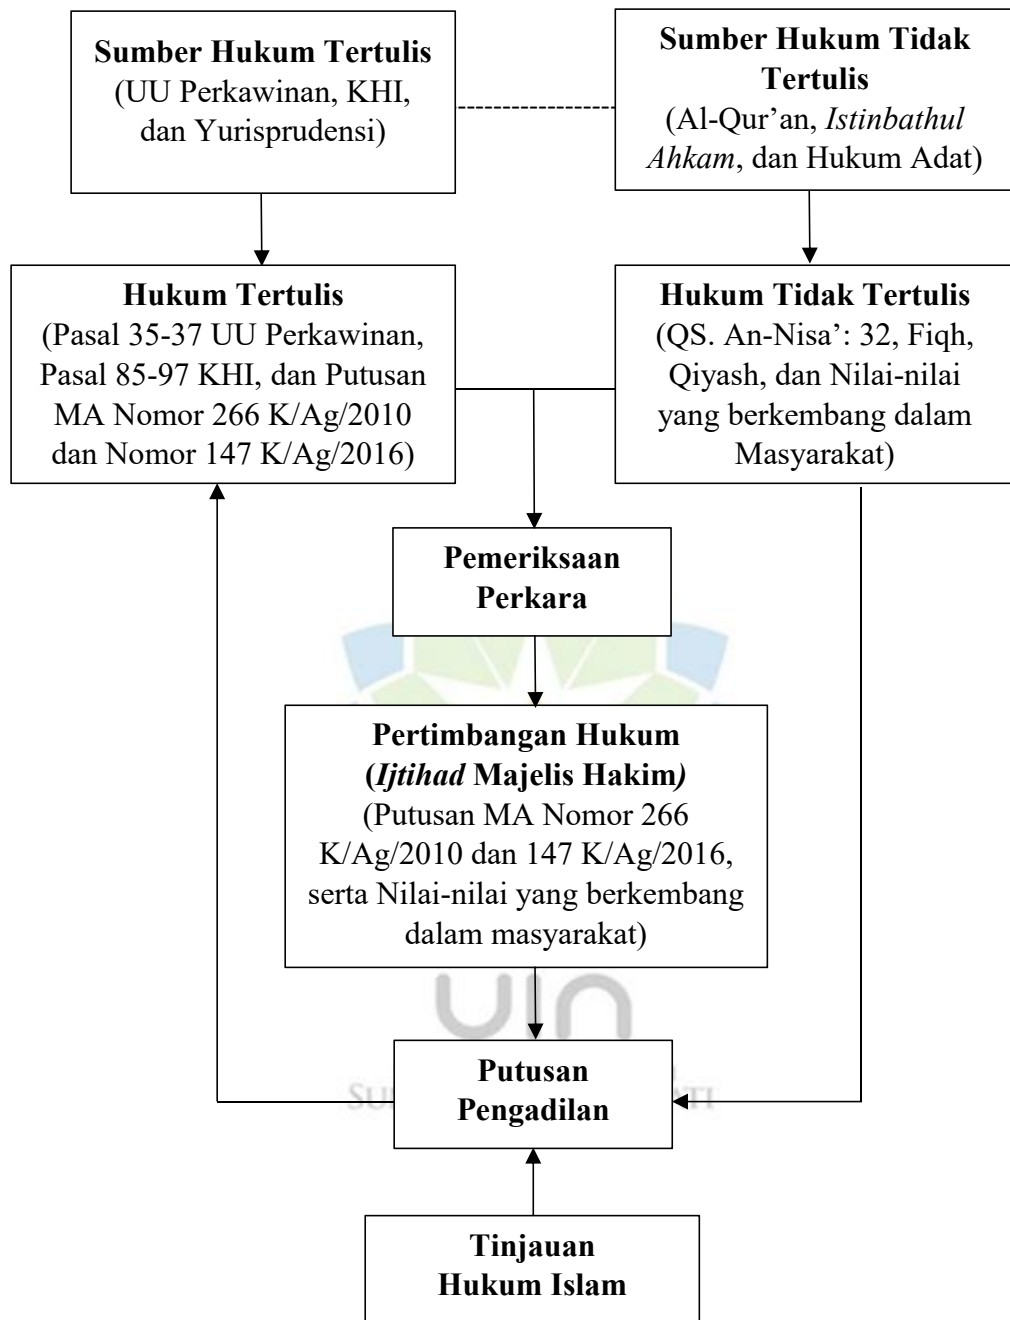 Sumber Hukum Tertulis
(UU Perkawinan, KHI,
dan Yurisprudensi)
Sumber Hukum Tidak
Tertulis
(Al-Qur’an, Istinbathul
Ahkam, dan Hukum Adat)
Hukum Tertulis
(Pasal 35-37 UU Perkawinan,
Pasal 85-97 KHI, dan Putusan
MA Nomor 266 K/Ag/2010
dan Nomor 147 K/Ag/2016)
Hukum Tidak Tertulis
(QS. An-Nisa’: 32, Fiqh,
Qiyash, dan Nilai-nilai
yang berkembang dalam
Masyarakat)
Pemeriksaan
Perkara
Pertimbangan Hukum
(Ijtihad Majelis Hakim)
(Putusan MA Nomor 266
K/Ag/2010 dan 147 K/Ag/2016,
serta Nilai-nilai yang berkembang
dalam masyarakat)
uin
Putusan
Pengadilan
Tinjauan
Hukum Islam